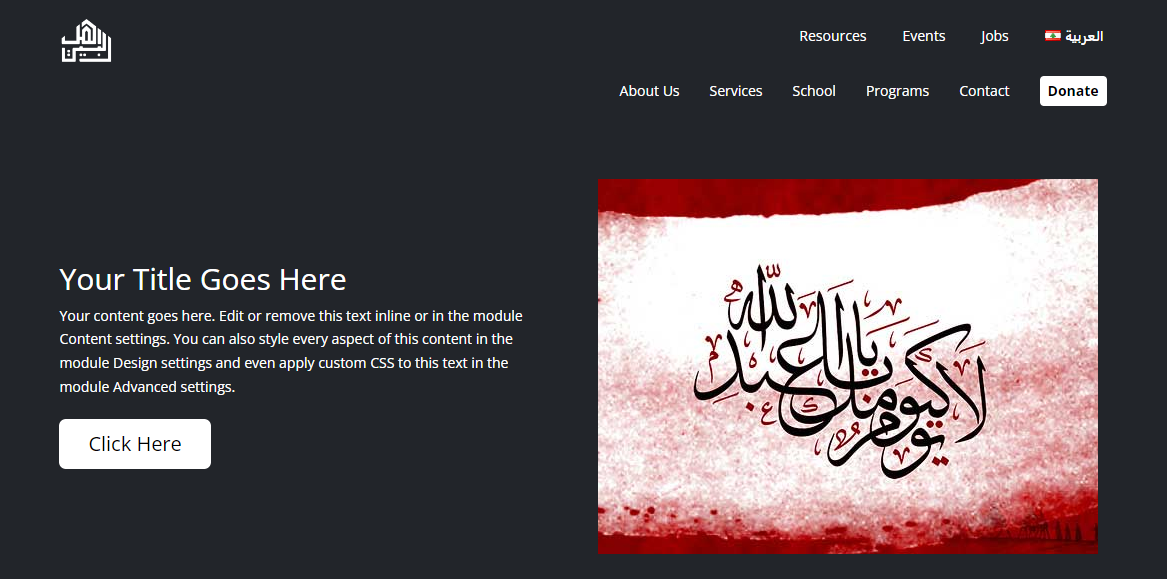 Resources Events Jobs العربية
About Us Services School Programs Contact Donate
Your Title Goes Here
Your content goes here. Edit or remove this text inline or in the module
Content settings. You can also style every aspect of this content in the
module Design settings and even apply custom CSS to this text in the
module Advanced settings.
Click Here
لا يوم كيومك يا أبا عبد الله